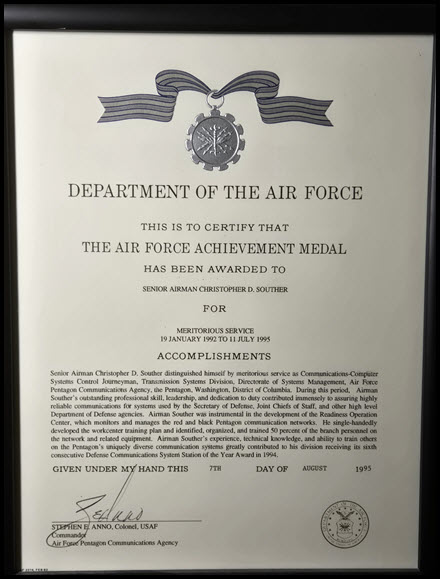 DEPARTMENT OF THE AIR FORCE
THIS IS TO CERTIFY THAT
THE AIR FORCE ACHIEVEMENT MEDAL
HAS BEEN AWARDED TO
SENIOR AIRMAN CHRISTOPHER D. SOUTHER
FOR
MERITORIOUS SERVICE
19 JANUARY 1992 TO 11 JULY 1995
ACCOMPLISHMENTS
Senior Airman Christopher D. Souther distinguished himself by meritorious service as Communications-Computer
Systems Control Journeyman, Transmission Systems Division, Directorate of Systems Management, Air Force
Pentagon Communications Agency, the Pentagon, Washington, District of Columbia. During this period, Airman
Souther's outstanding professional skill, leadership, and dedication to duty contributed immensely to assuring highly
reliable communications for systems used by the Secretary of Defense, Joint Chiefs of Staff, and other high level
Department of Defense agencies. Airman Souther was instrumental in the development of the Readiness Operation
Center, which monitors and manages the red and black Pentagon communication networks. He single-handedly
developed the workcenter training plan and identified, organized, and trained 50 percent of the branch personnel on
the network and related equipment. Airman Souther's experience, technical knowledge, and ability to train others
on the Pentagon's uniquely diverse communication systems greatly contributed to his division receiving its sixth
consecutive Defense Communications System Station of the Year Award in 1994.
GIVEN UNDER MY HAND THIS 7TH DAY OF AUGUST 1995
STEPHEN E. ANNO, Colonel, USAF
Commander
Air Force Pentagon Communications Agency